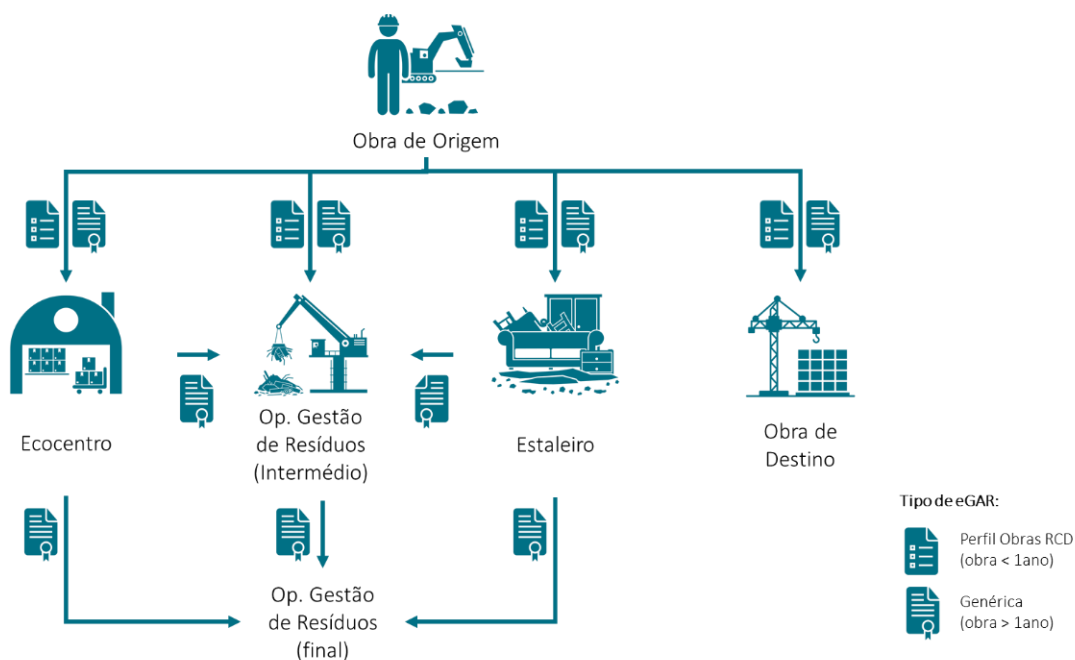 Obra de Origem
Ecocentro
Op. Gestão
de Resíduos
(Intermédio)
Estaleiro
Obra de
Destino
Op. Gestão
de Resíduos
(final)
Tipo de eGAR:
Perfil Obras RCD
(obra < 1ano)
Genérica
(obra > 1ano)